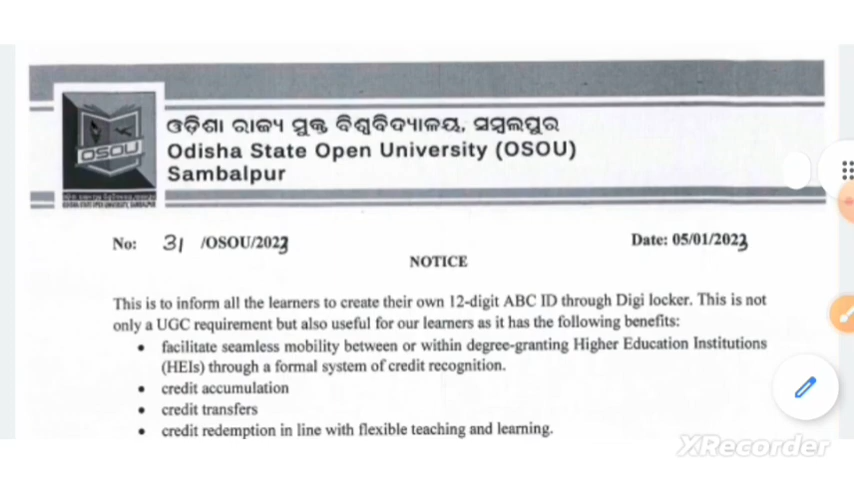 ଓଡ଼ିଶା ରାଜ୍ୟ ମୁକ୍ତ ବିଶ୍ୱବିଦ୍ୟାଳୟ, ସମ୍ବଲପୁର
Odisha State Open University (OSOU)
Sambalpur
OSOU
No: 31 /OSOU/2023
Date: 05/01/2023
NOTICE
This is to inform all the learners to create their own 12-digit ABC ID through Digi locker. This is not
only a UGC requirement but also useful for our learners as it has the following benefits:
• facilitate seamless mobility between or within degree-granting Higher Education Institutions
(HEIs) through a formal system of credit recognition.
• credit accumulation
• credit transfers
• credit redemption in line with flexible teaching and learning.
XRecorder